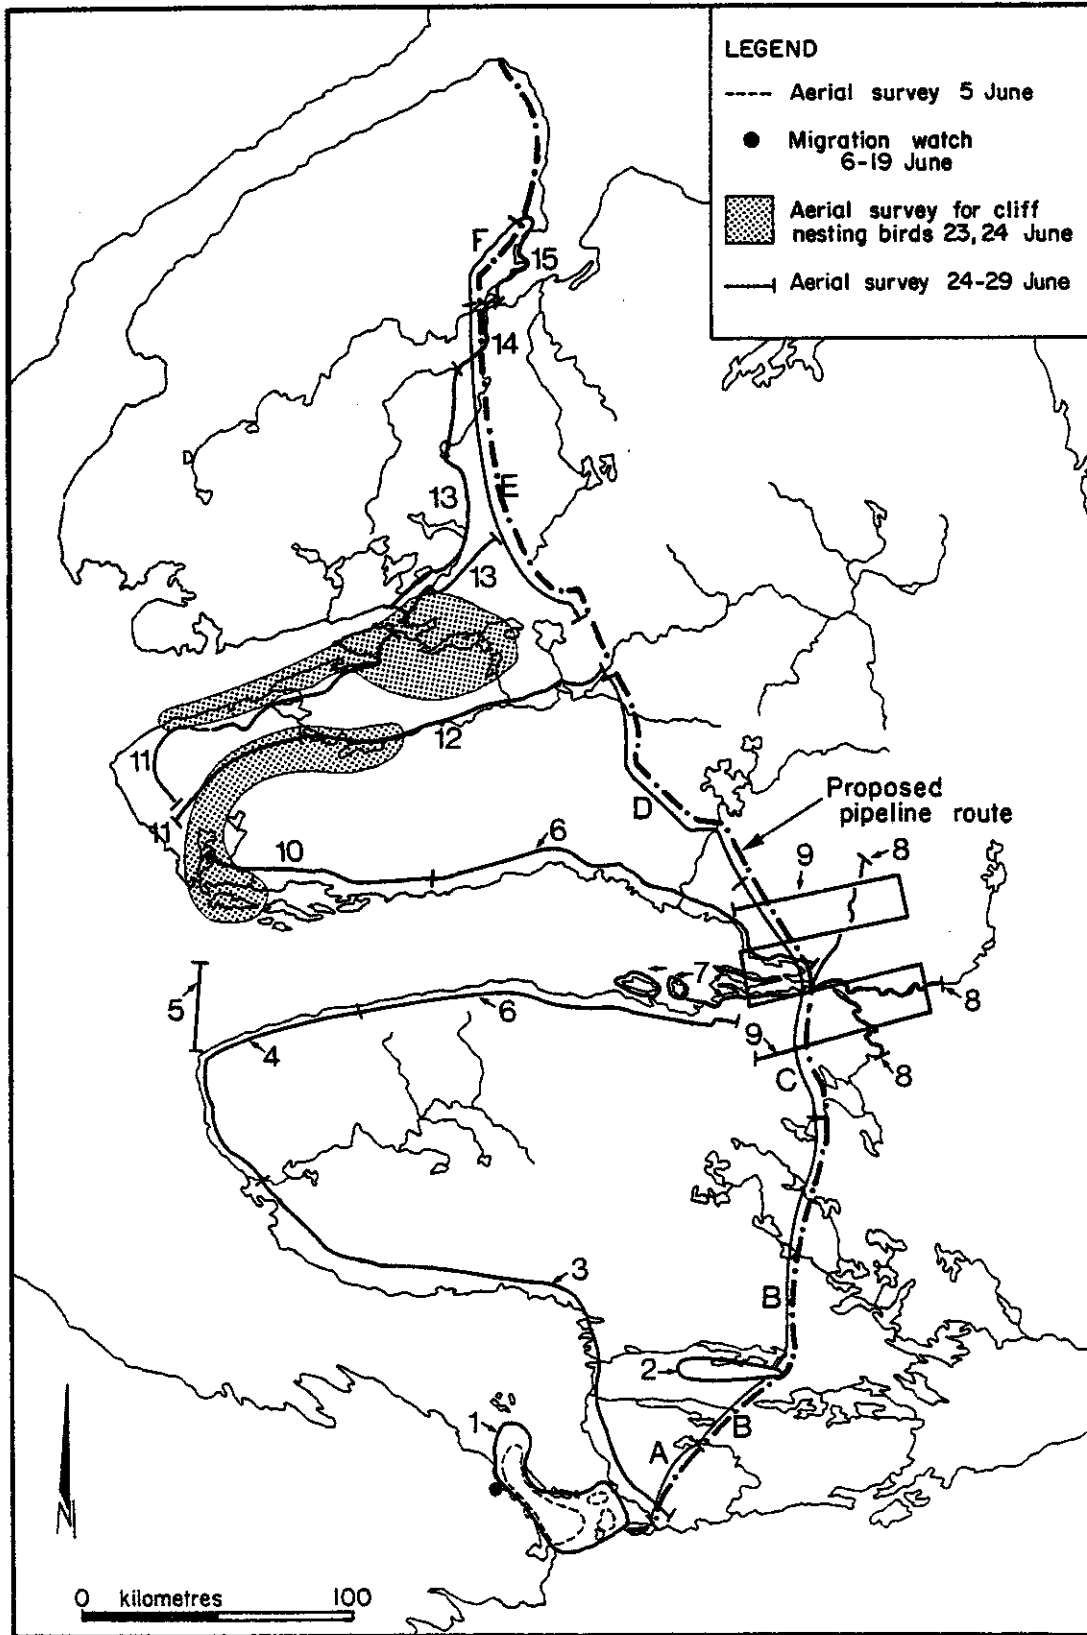 LEGEND
Aerial survey 5 June
Migration watch
6-19 June
Aerial survey for cliff
nesting birds 23, 24 June
Aerial survey 24-29 June
F
15
14
E
13
13
12
11
11
D
Proposed
pipeline route
10
6
9
8
7
5
6
8
4
9
C
8
3
B
2
1
A
B
N
0 kilometres 100